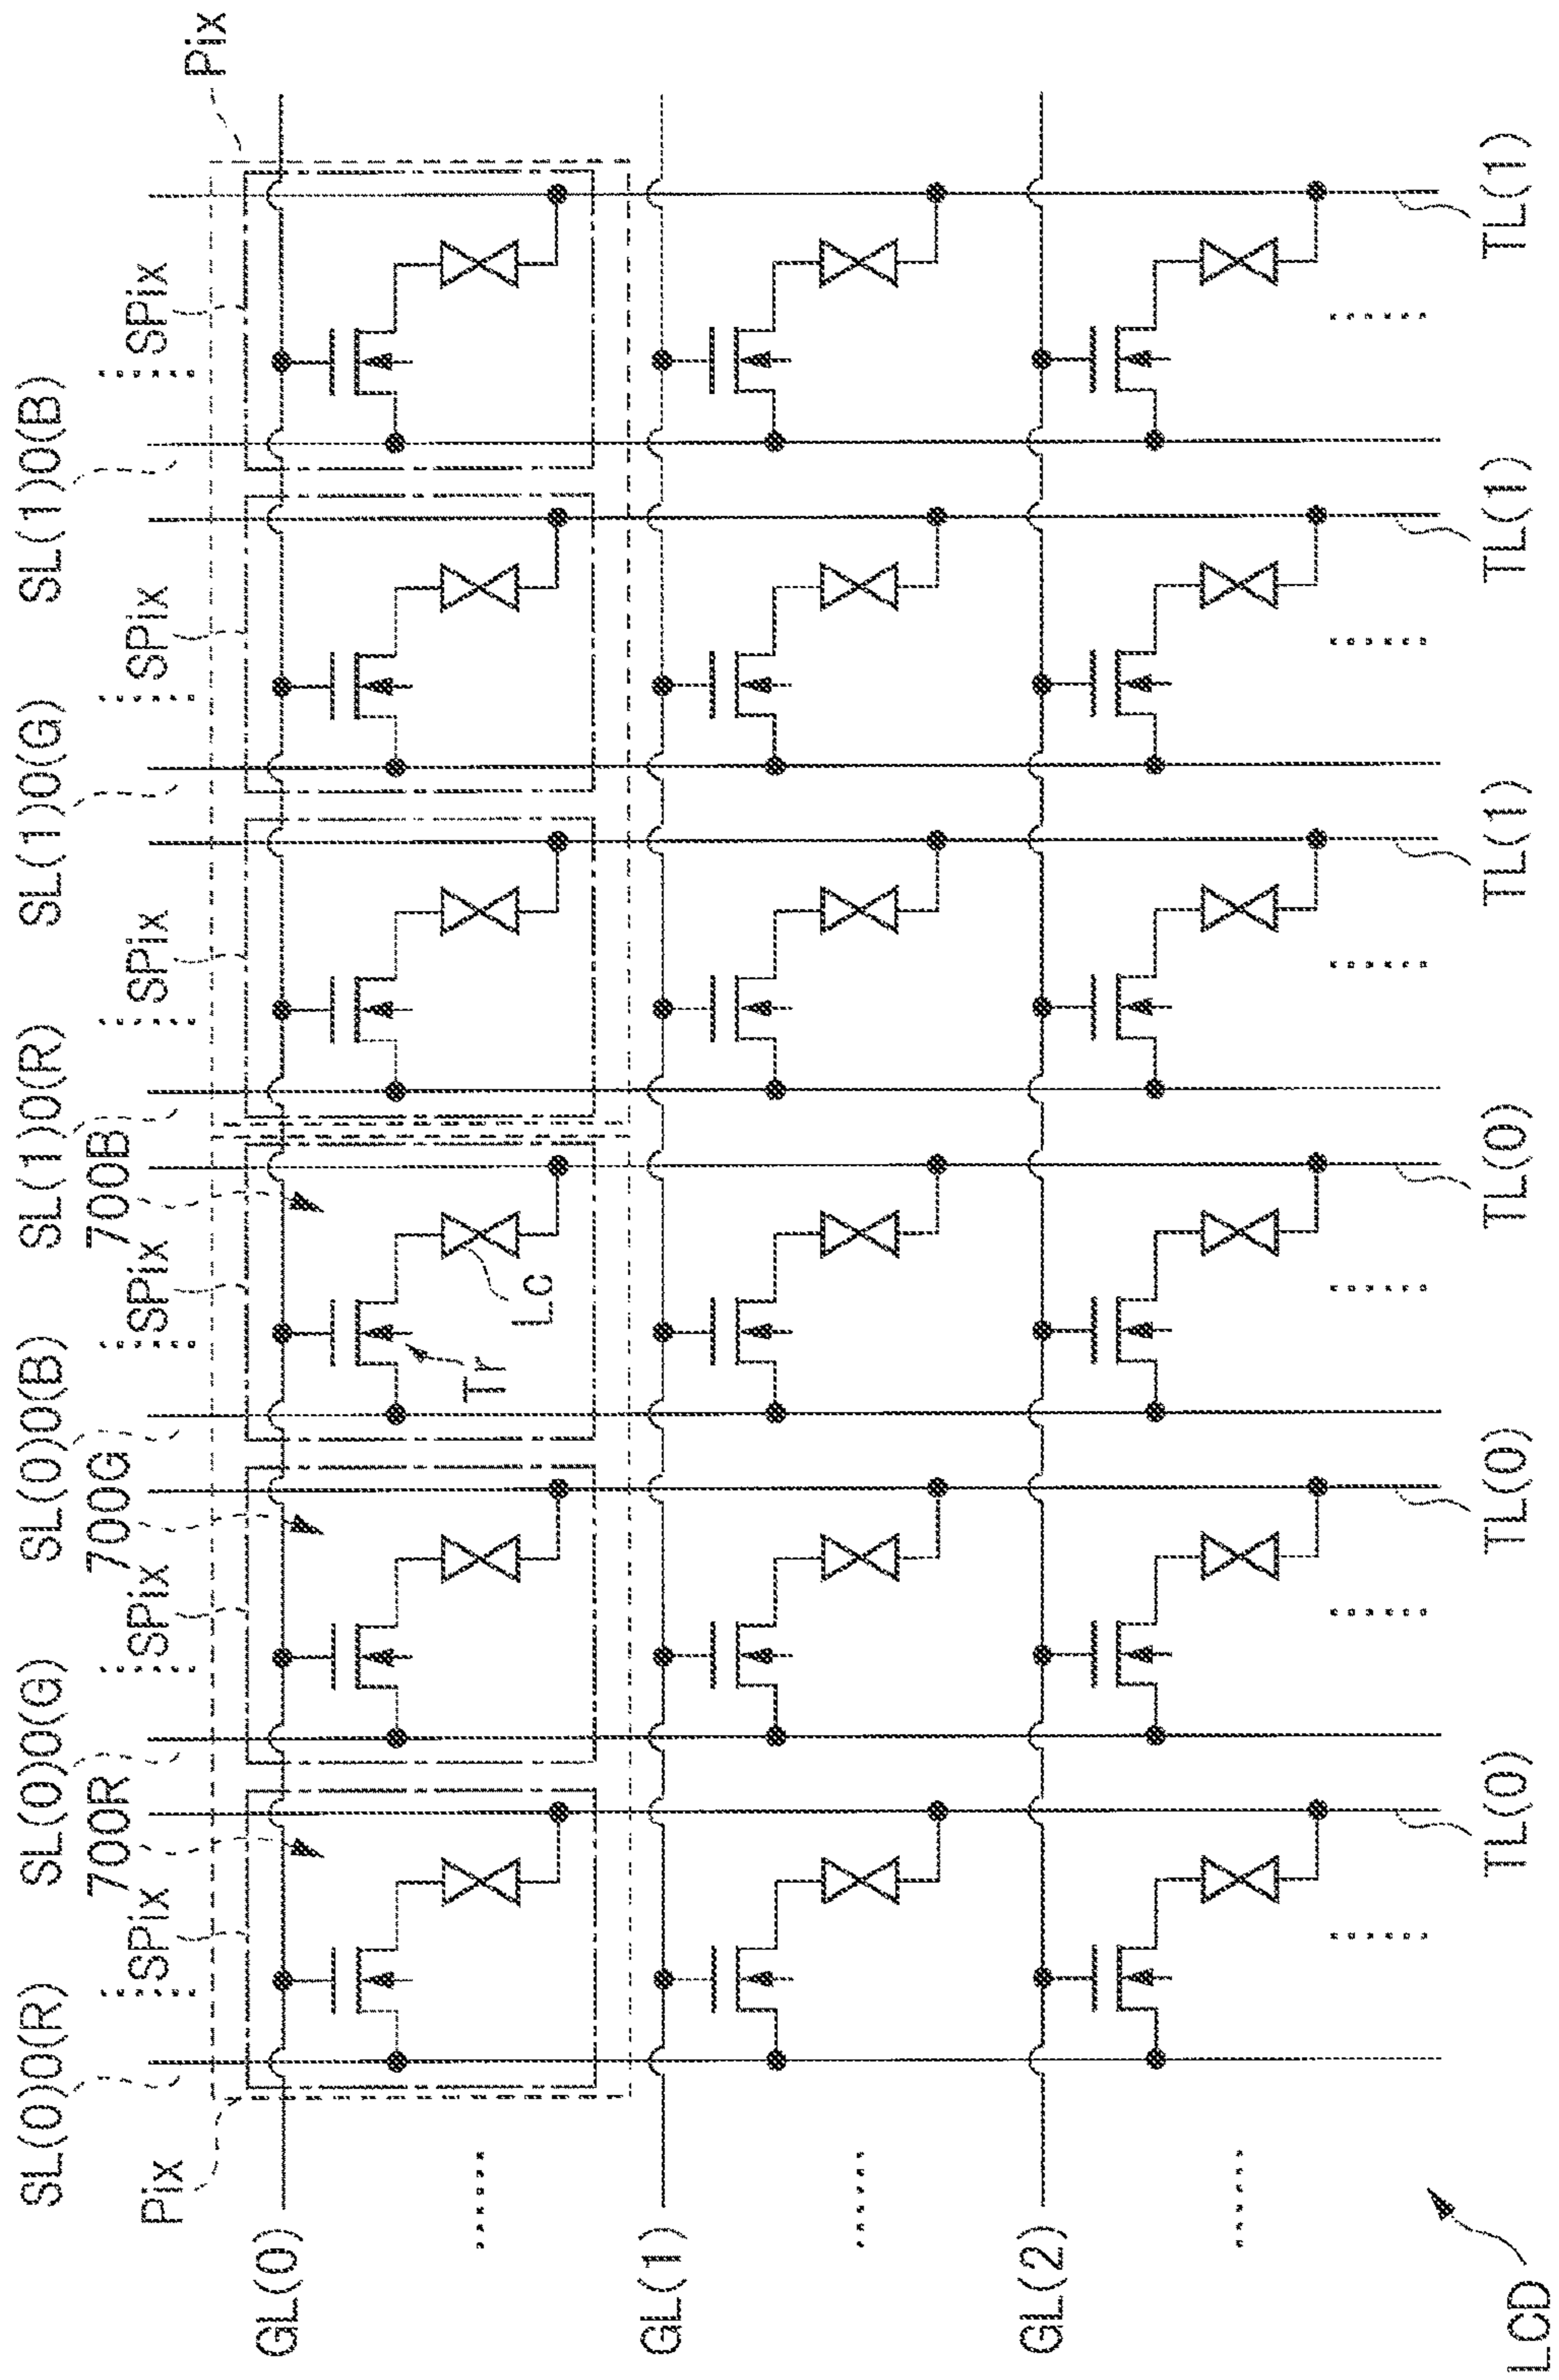 SL(0)0(R) SL(0)0(G) SL(0)0(B) SL(1)0(R) SL(1)0(G) SL(1)0(B)
700R 700G 700B
Pix SPix SPix SPix SPix SPix SPix Pix
GL(0)
Tr Lc
GL(1)
GL(2)
TL(0) TL(0) TL(0) TL(1) TL(1) TL(1)
LCD